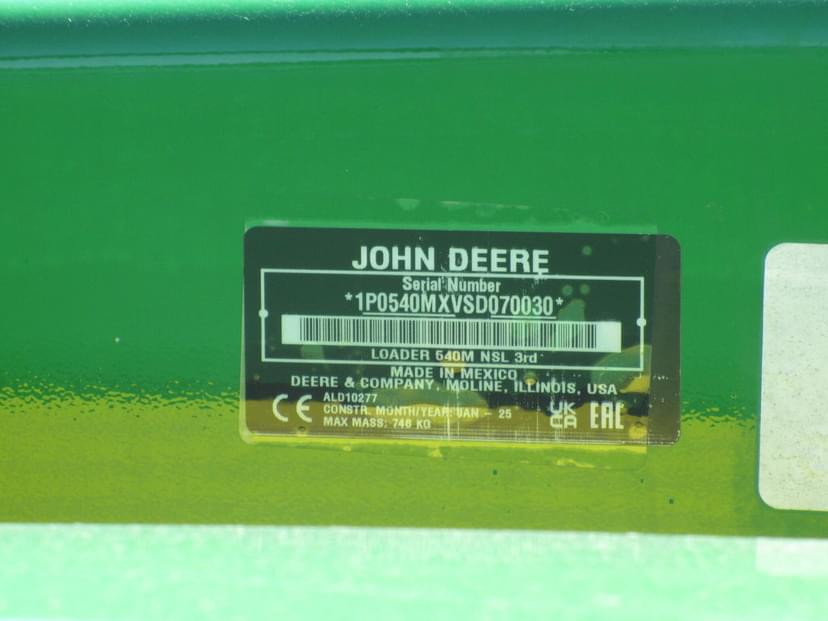 JOHN DEERE
Serial Number
*1P0540MXVSD070030*
LOADER 540M NSL 3rd
MADE IN MEXICO
DEERE & COMPANY, MOLINE, ILLINOIS, USA
ALD10277
CONSTR. MONTH/YEAR: JAN - 25
MAX MASS: 746 KG
CE
UK
CA
EAC